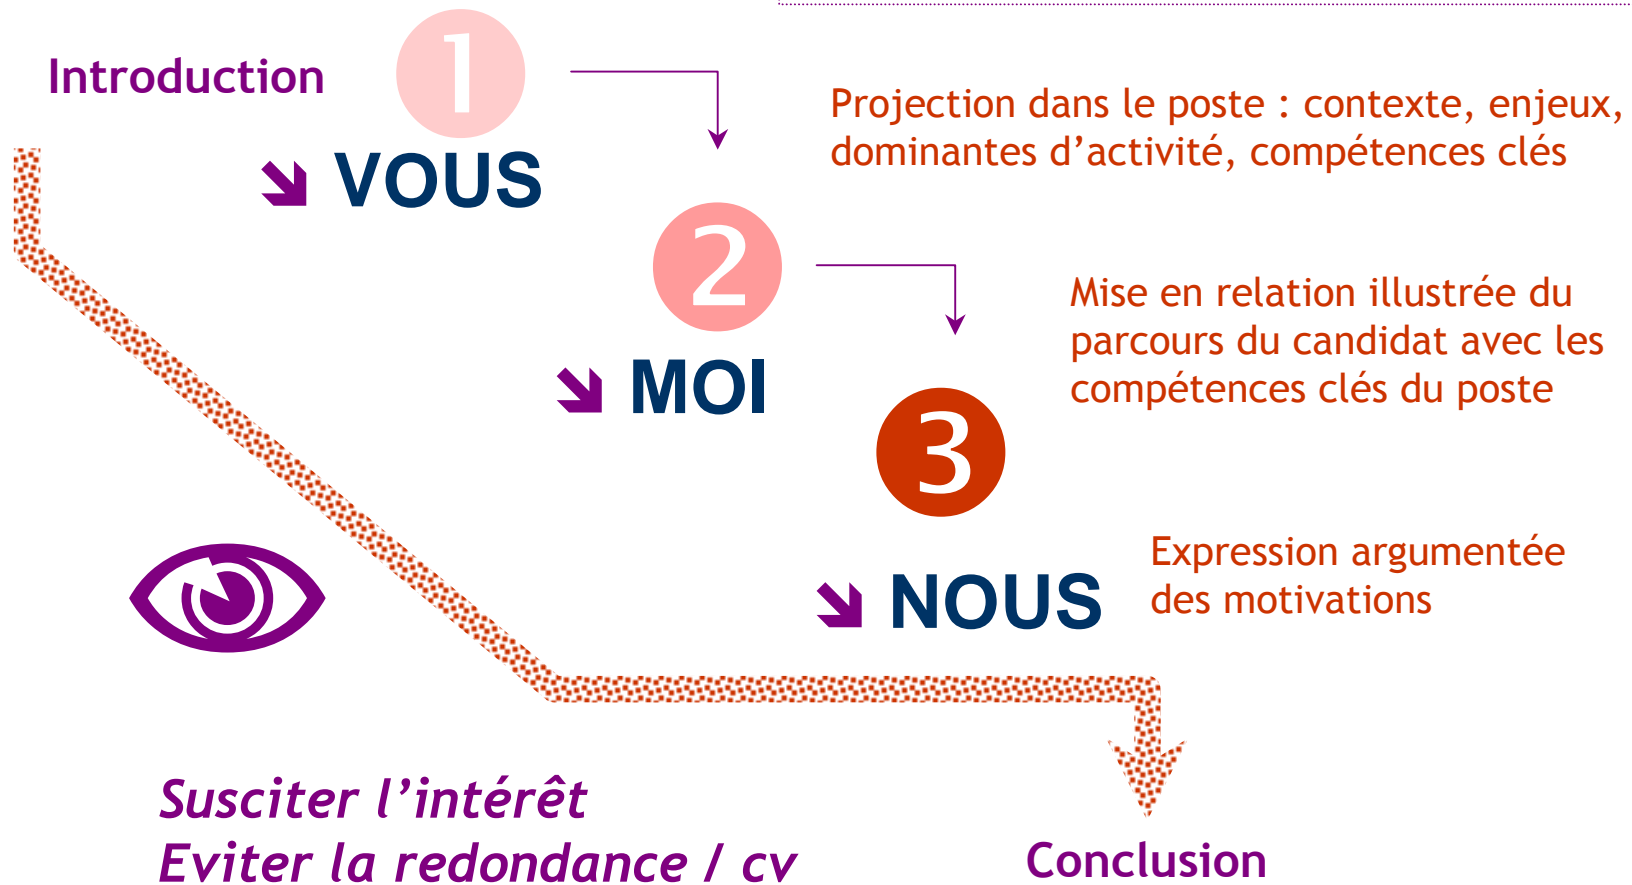 Introduction
1
VOUS
Projection dans le poste : contexte, enjeux,
dominantes d’activité, compétences clés
2
MOI
Mise en relation illustrée du
parcours du candidat avec les
compétences clés du poste
3
NOUS
Expression argumentée
des motivations
Susciter l’intérêt
Eviter la redondance / cv
Conclusion